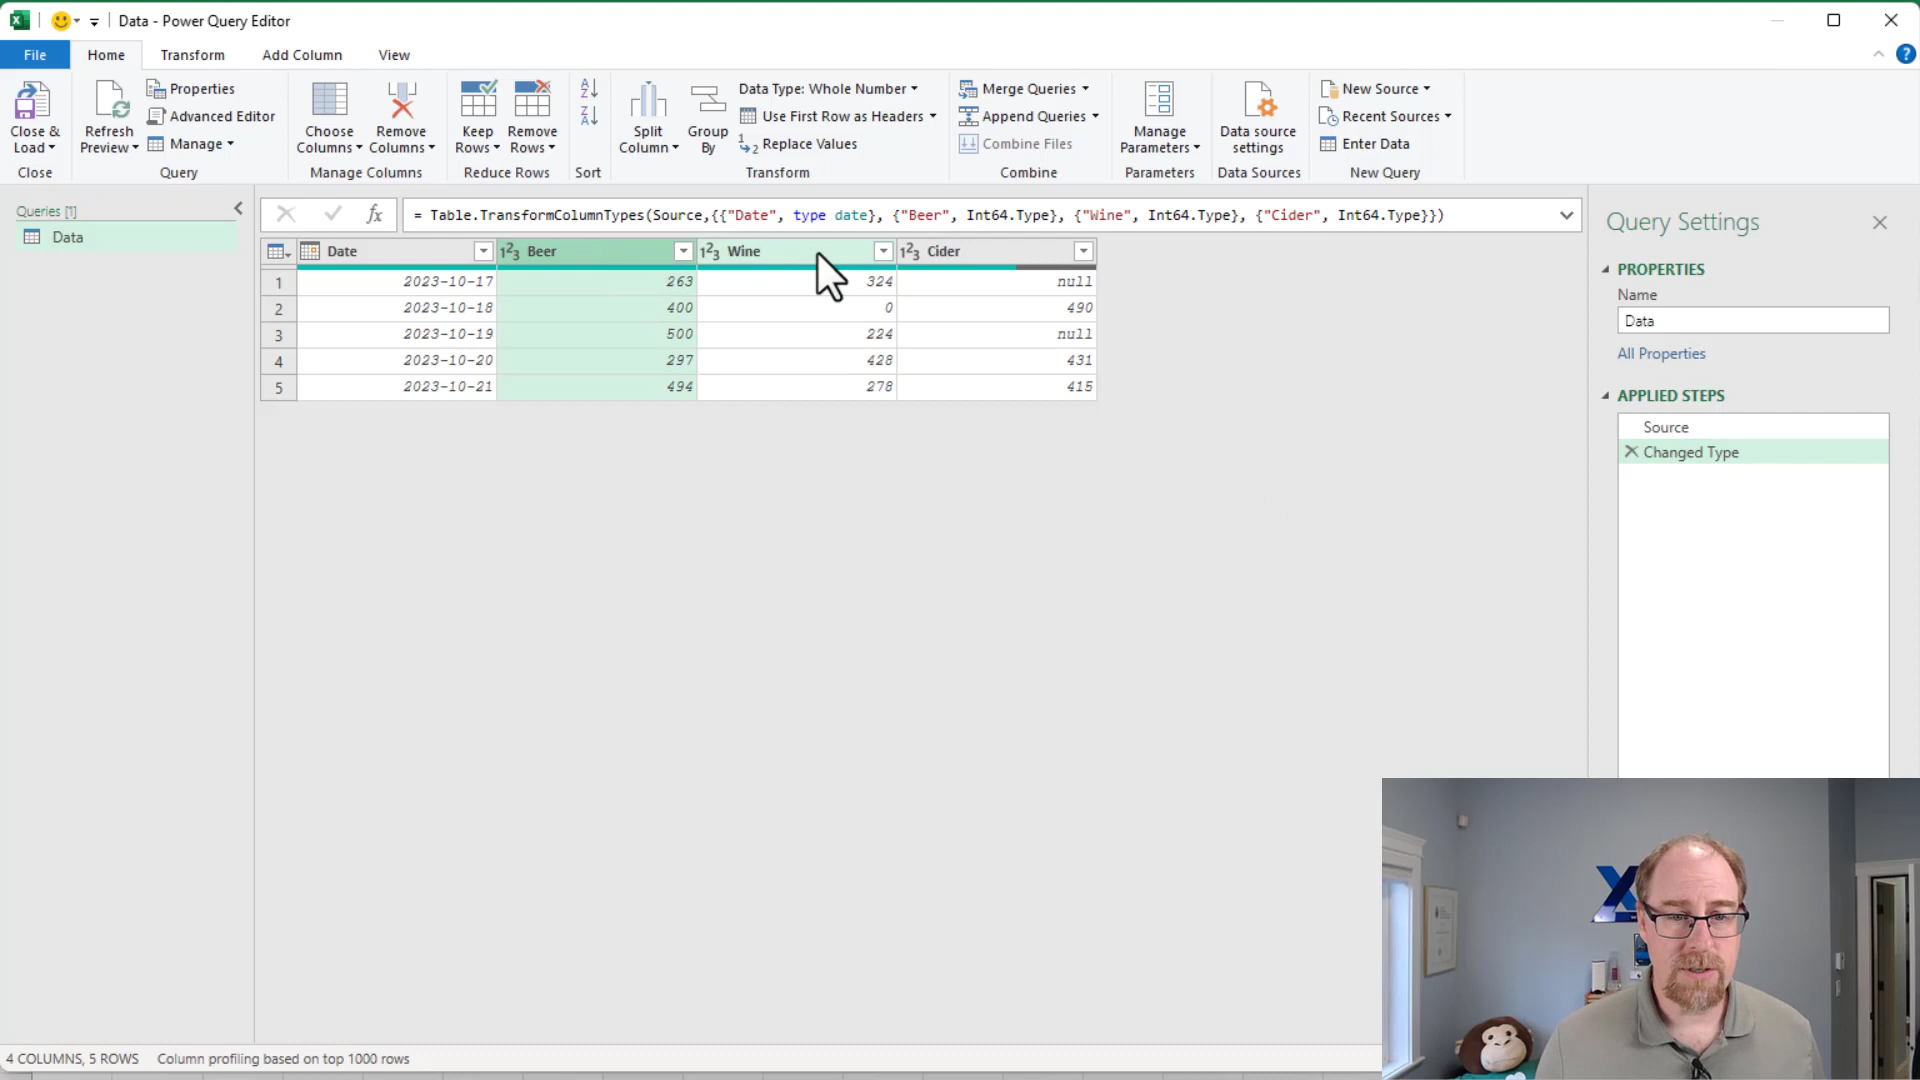 Data - Power Query Editor
File Home Transform Add Column View
Close & Load
Close
Refresh Preview
Properties
Advanced Editor
Manage
Query
Choose Columns
Remove Columns
Manage Columns
Keep Rows
Remove Rows
Reduce Rows
Sort
Split Column
Group By
Data Type: Whole Number
Use First Row as Headers
Replace Values
Transform
Merge Queries
Append Queries
Combine Files
Combine
Manage Parameters
Parameters
Data source settings
Data Sources
New Source
Recent Sources
Enter Data
New Query
Queries [1]
Data
fx = Table.TransformColumnTypes(Source,{{"Date", type date}, {"Beer", Int64.Type}, {"Wine", Int64.Type}, {"Cider", Int64.Type}})
Date 123 Beer 123 Wine 123 Cider
1 2023-10-17 263 324 null
2 2023-10-18 400 0 490
3 2023-10-19 500 224 null
4 2023-10-20 297 428 431
5 2023-10-21 494 278 415
Query Settings
PROPERTIES
Name
Data
All Properties
APPLIED STEPS
Source
Changed Type
4 COLUMNS, 5 ROWS Column profiling based on top 1000 rows